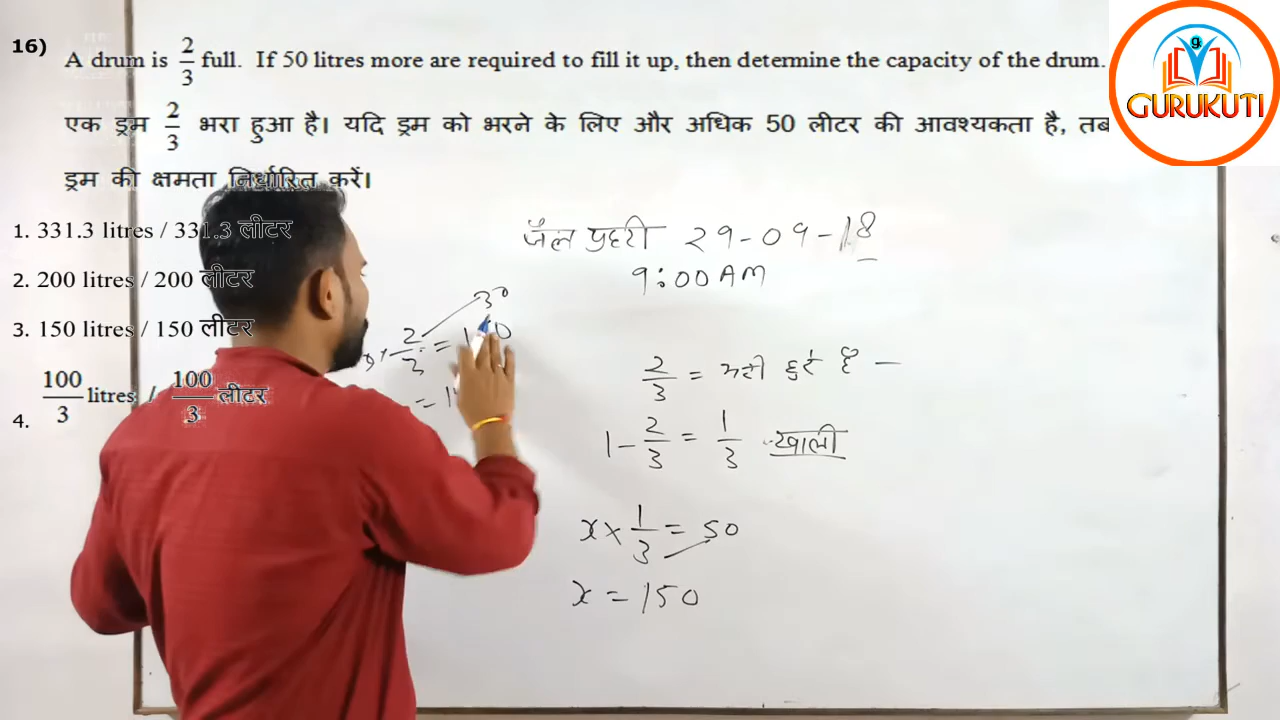 16) A drum is 2/3 full. If 50 litres more are required to fill it up, then determine the capacity of the drum.
एक ड्रम 2/3 भरा हुआ है। यदि ड्रम को भरने के लिए और अधिक 50 लीटर की आवश्यकता है, तब
ड्रम की क्षमता निर्धारित करें।
1. 331.3 litres / 331.3 लीटर
2. 200 litres / 200 लीटर
3. 150 litres / 150 लीटर
4. 100/3 litres / 100/3 लीटर
g
GURUKUTI
जेल प्रहरी 29-09-18
9:00 AM
2/3 =
2/3 = भरी हुई है —
1 - 2/3 = 1/3 खाली
x × 1/3 = 50
x = 150